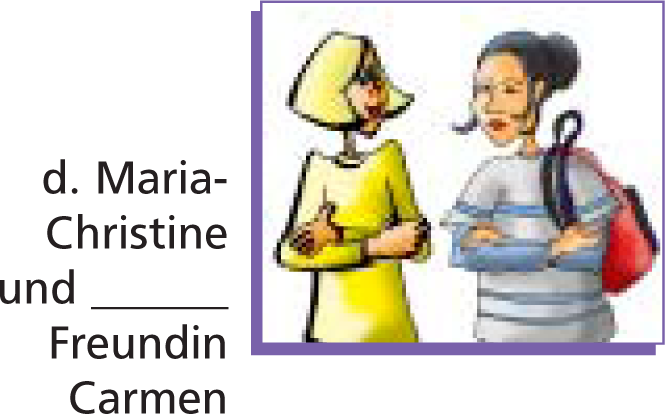 d. Maria-
Christine
und ______
Freundin
Carmen